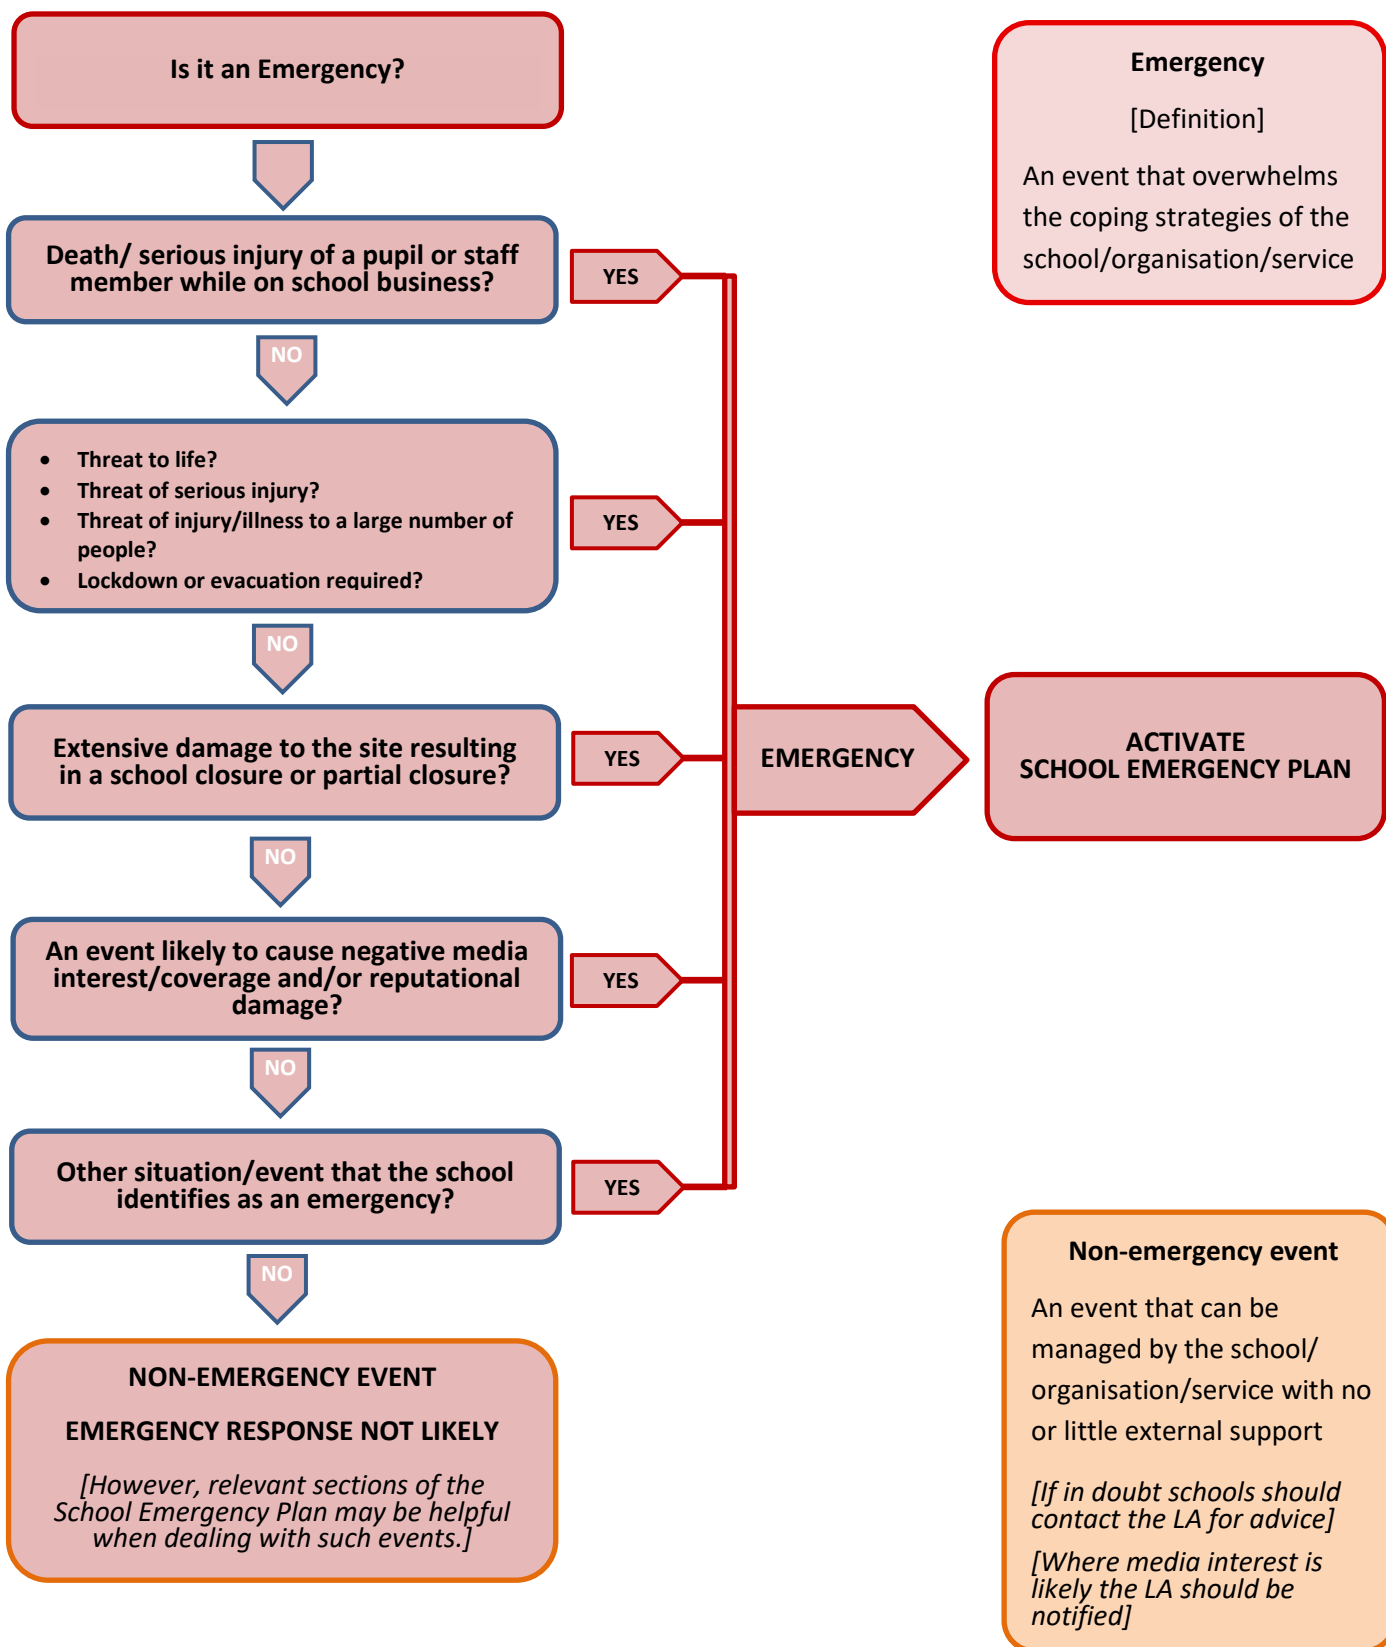 Is it an Emergency?
Emergency
[Definition]
An event that overwhelms
the coping strategies of the
school/organisation/service
Death/ serious injury of a pupil or staff
member while on school business?
YES
NO
• Threat to life?
• Threat of serious injury?
• Threat of injury/illness to a large number of
people?
• Lockdown or evacuation required?
YES
NO
Extensive damage to the site resulting
in a school closure or partial closure?
YES
EMERGENCY
ACTIVATE
SCHOOL EMERGENCY PLAN
NO
An event likely to cause negative media
interest/coverage and/or reputational
damage?
YES
NO
Other situation/event that the school
identifies as an emergency?
YES
NO
NON-EMERGENCY EVENT
EMERGENCY RESPONSE NOT LIKELY
[However, relevant sections of the
School Emergency Plan may be helpful
when dealing with such events.]
Non-emergency event
An event that can be
managed by the school/
organisation/service with no
or little external support
[If in doubt schools should
contact the LA for advice]
[Where media interest is
likely the LA should be
notified]